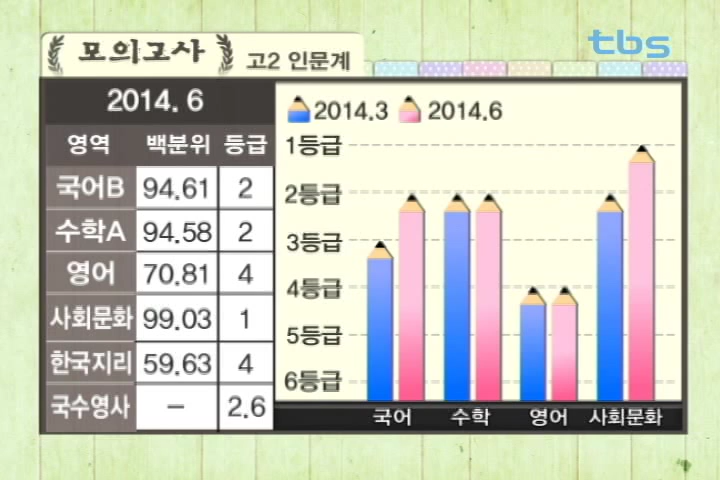 모의고사 고2 인문계
tbs
2014. 6
영역 백분위 등급
국어B 94.61 2
수학A 94.58 2
영어 70.81 4
사회문화 99.03 1
한국지리 59.63 4
국수영사 – 2.6
2014.3 2014.6
1등급
2등급
3등급
4등급
5등급
6등급
국어 수학 영어 사회문화